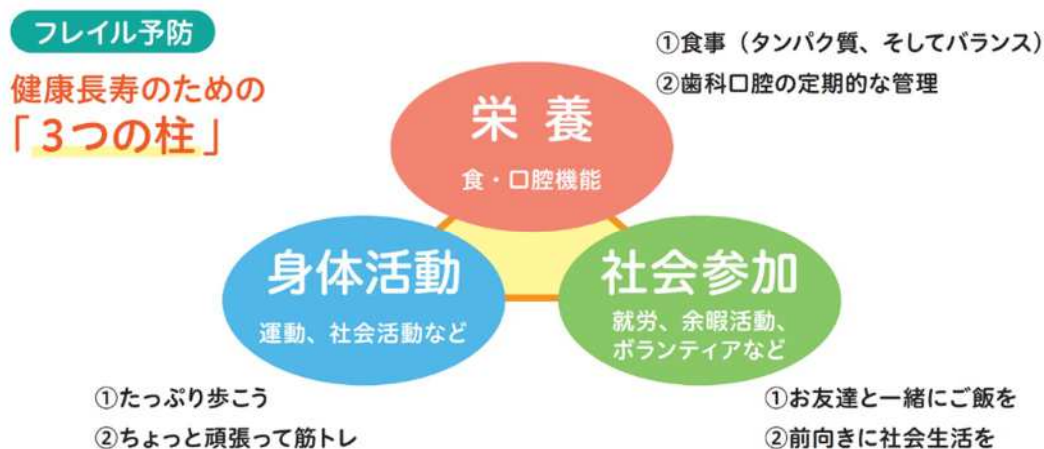 フレイル予防
健康長寿のための
「3つの柱」
①食事（タンパク質、そしてバランス）
②歯科口腔の定期的な管理
栄 養
食・口腔機能
身体活動
運動、社会活動など
社会参加
就労、余暇活動、
ボランティアなど
①たっぷり歩こう
②ちょっと頑張って筋トレ
①お友達と一緒にご飯を
②前向きに社会生活を